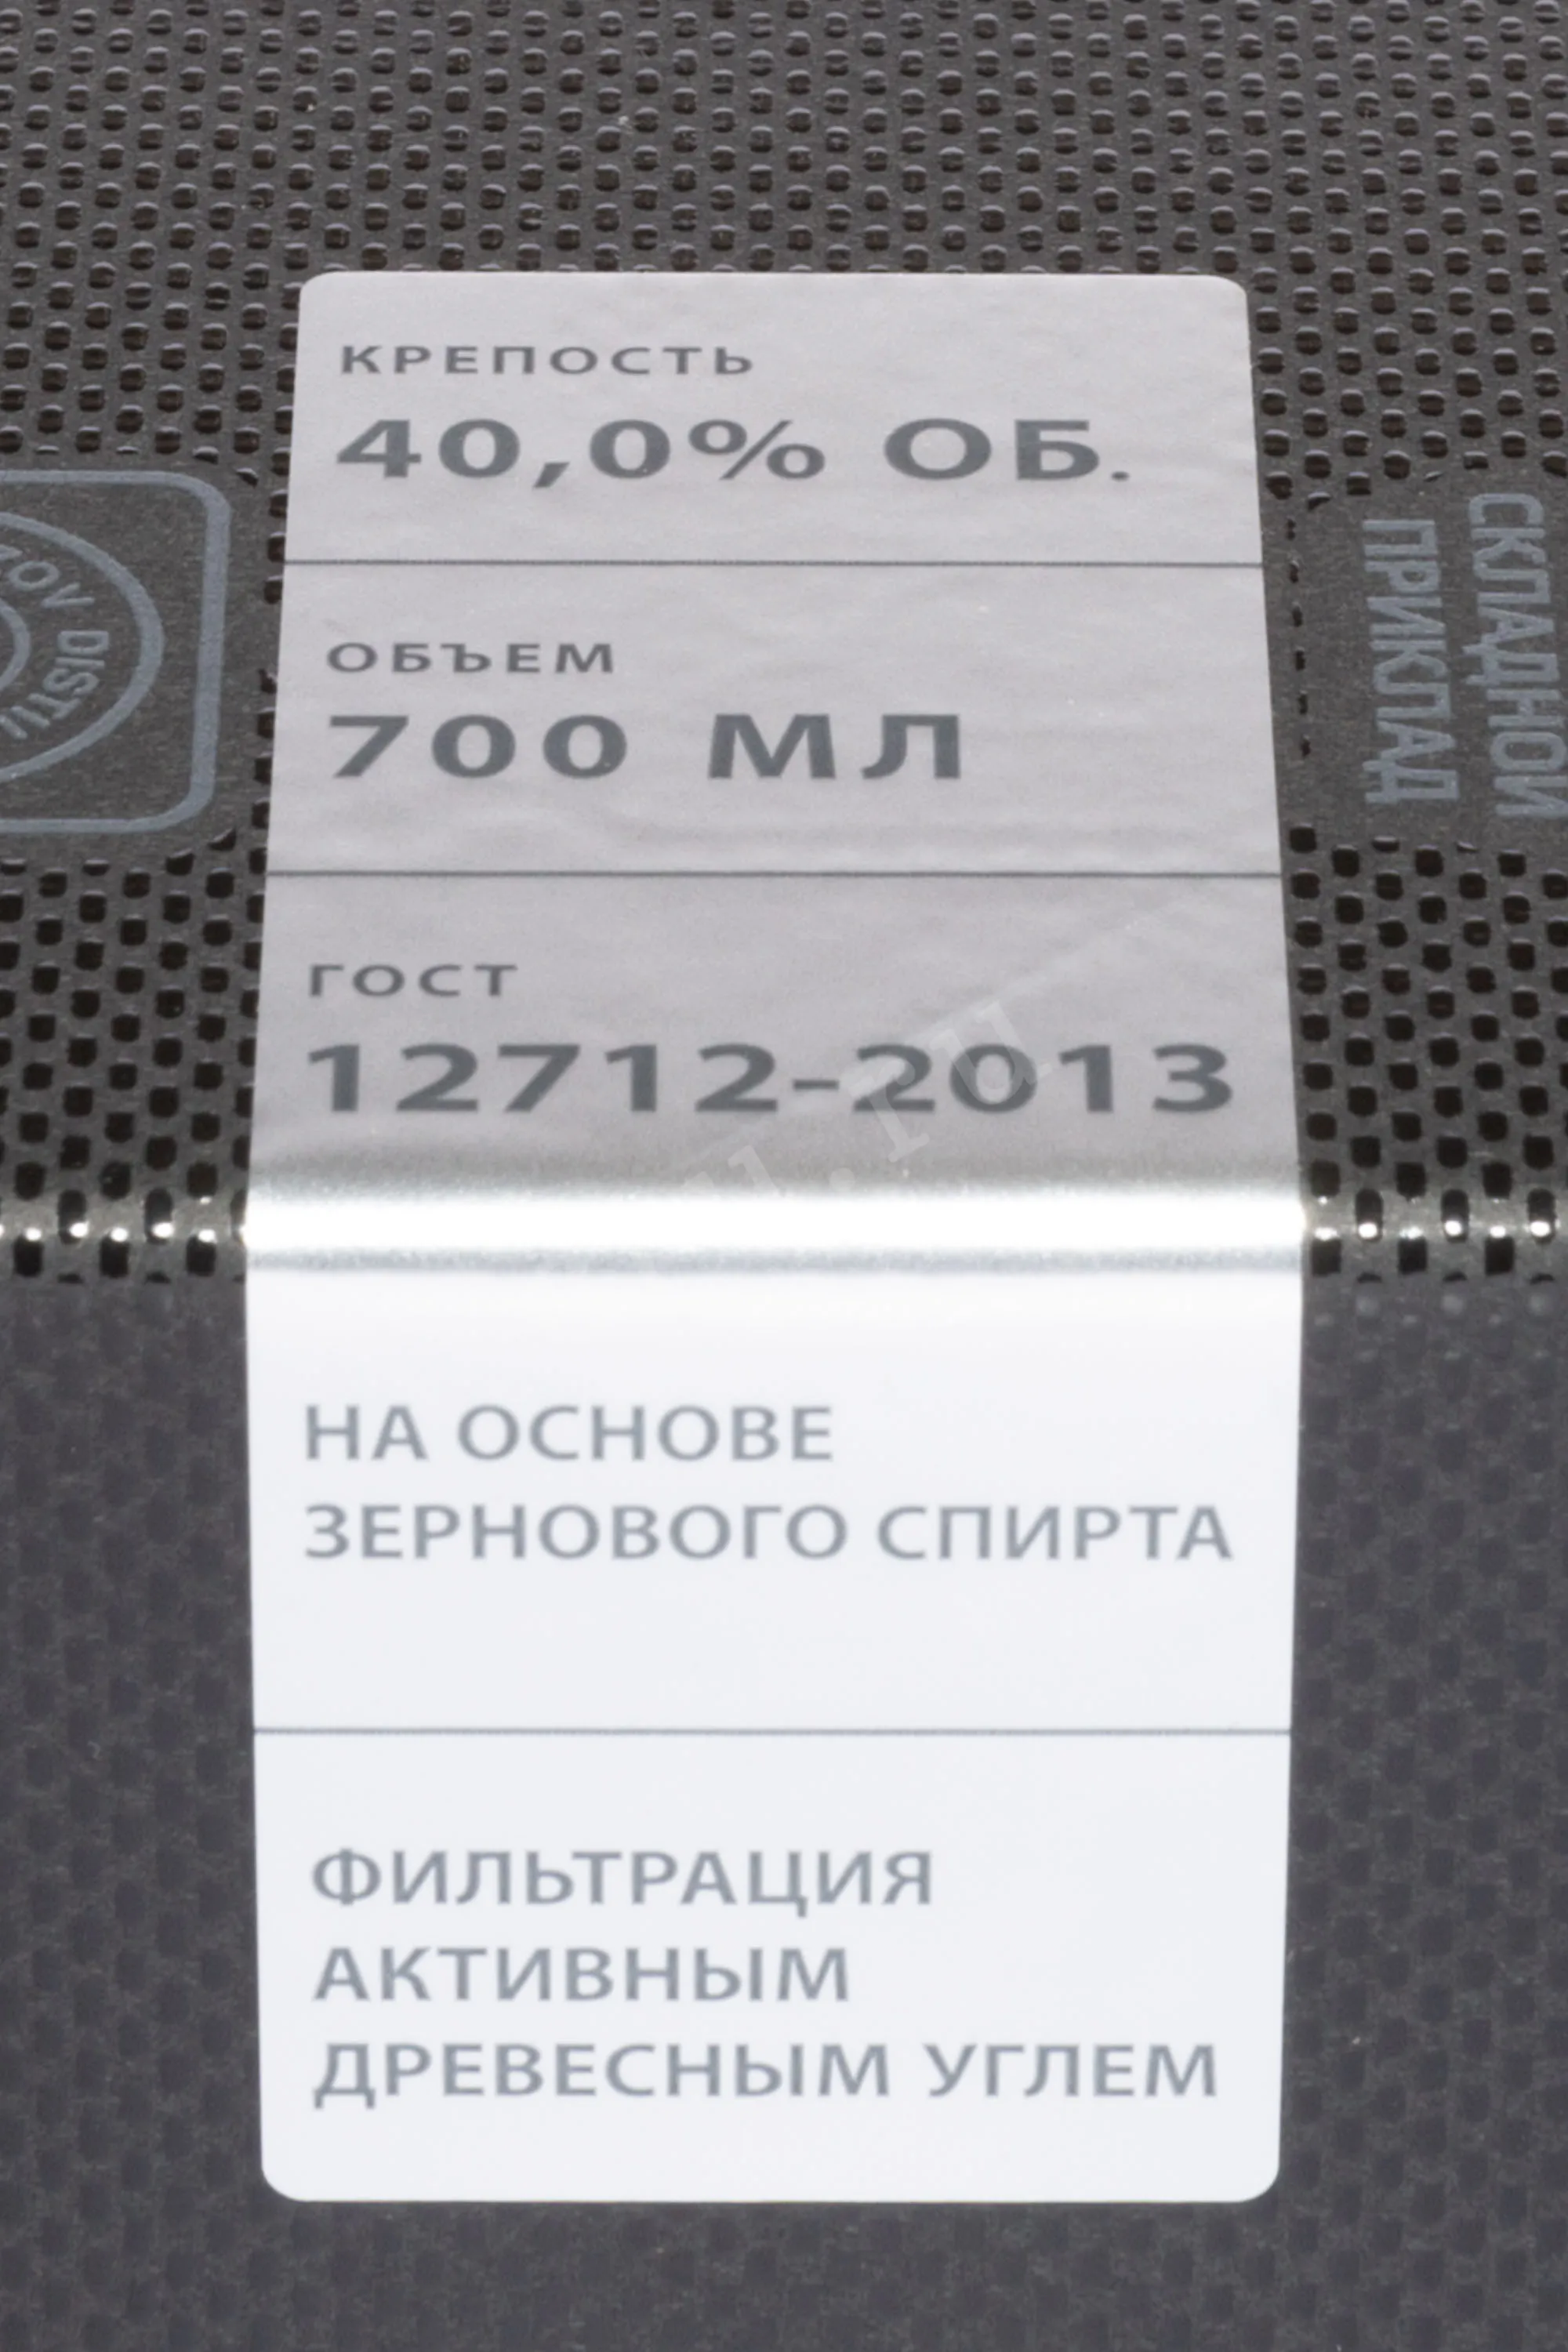 КРЕПОСТЬ
40,0% ОБ.
ОБЪЕМ
700 МЛ
ГОСТ
12712-2013
НА ОСНОВЕ
ЗЕРНОВОГО СПИРТА
ФИЛЬТРАЦИЯ
АКТИВНЫМ
ДРЕВЕСНЫМ УГЛЕМ
СКЛАДНОЙ
ПРИКЛАД